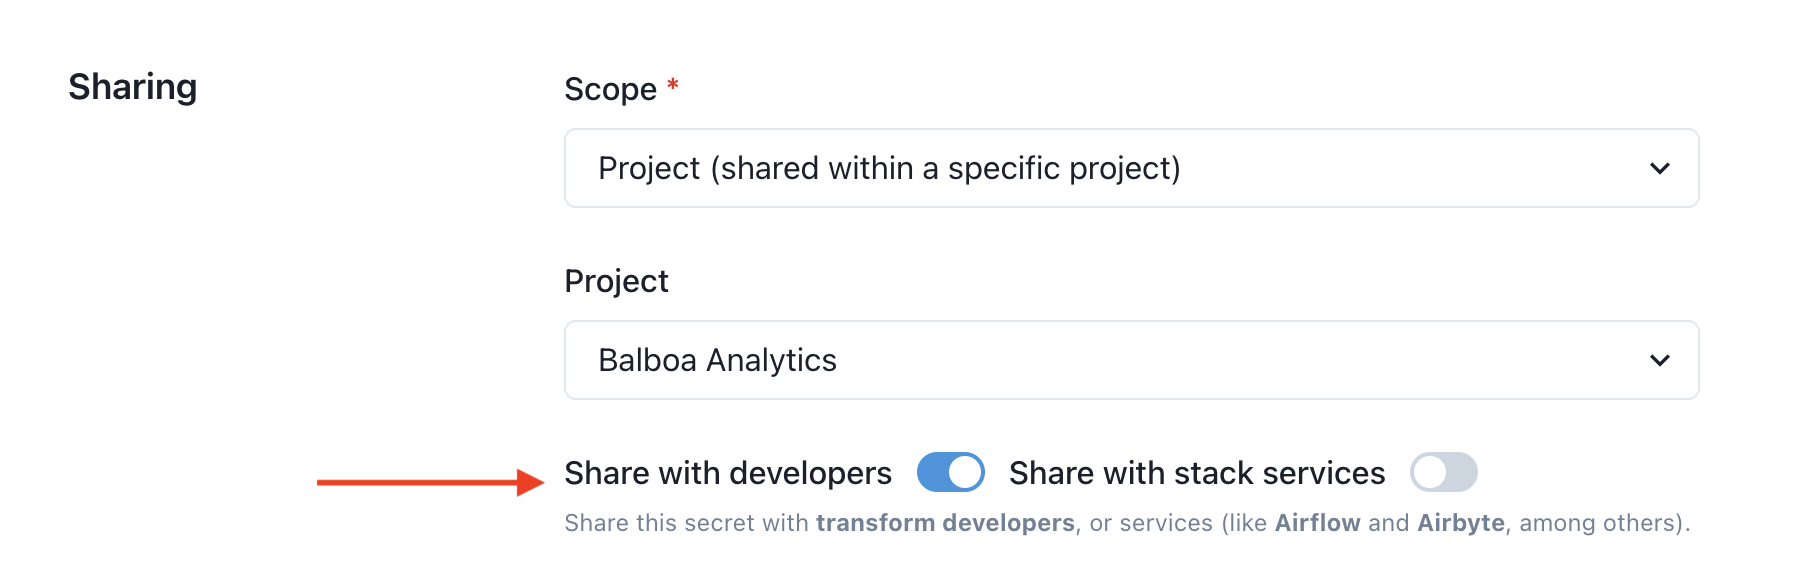 Sharing
Scope *
Project (shared within a specific project)
Project
Balboa Analytics
Share with developers Share with stack services
Share this secret with transform developers, or services (like Airflow and Airbyte, among others).